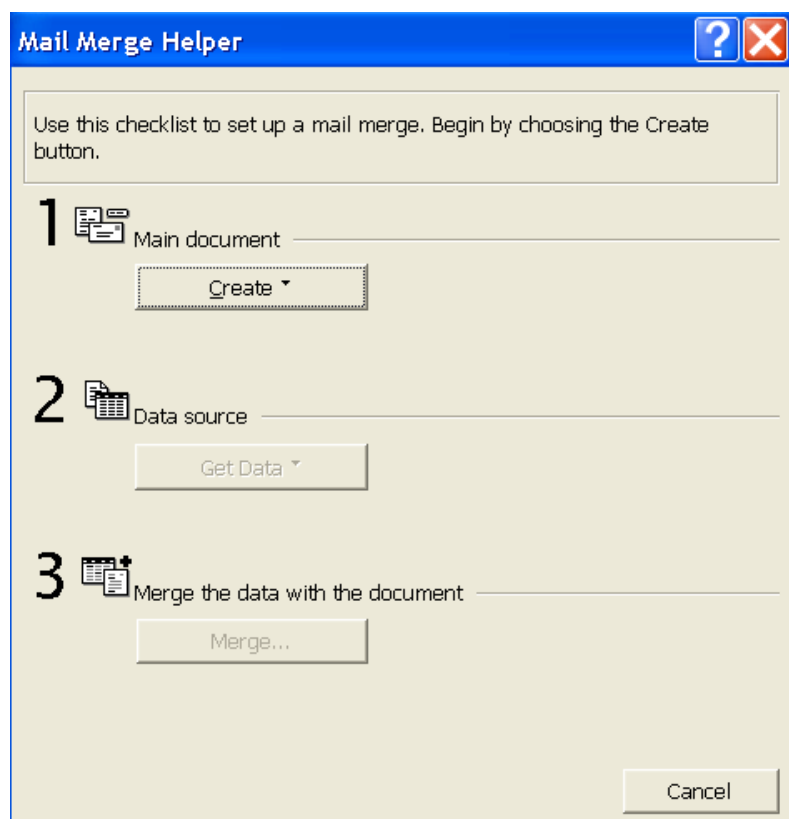 Mail Merge Helper
Use this checklist to set up a mail merge. Begin by choosing the Create
button.
1 Main document
Create
2 Data source
Get Data
3 Merge the data with the document
Merge...
Cancel